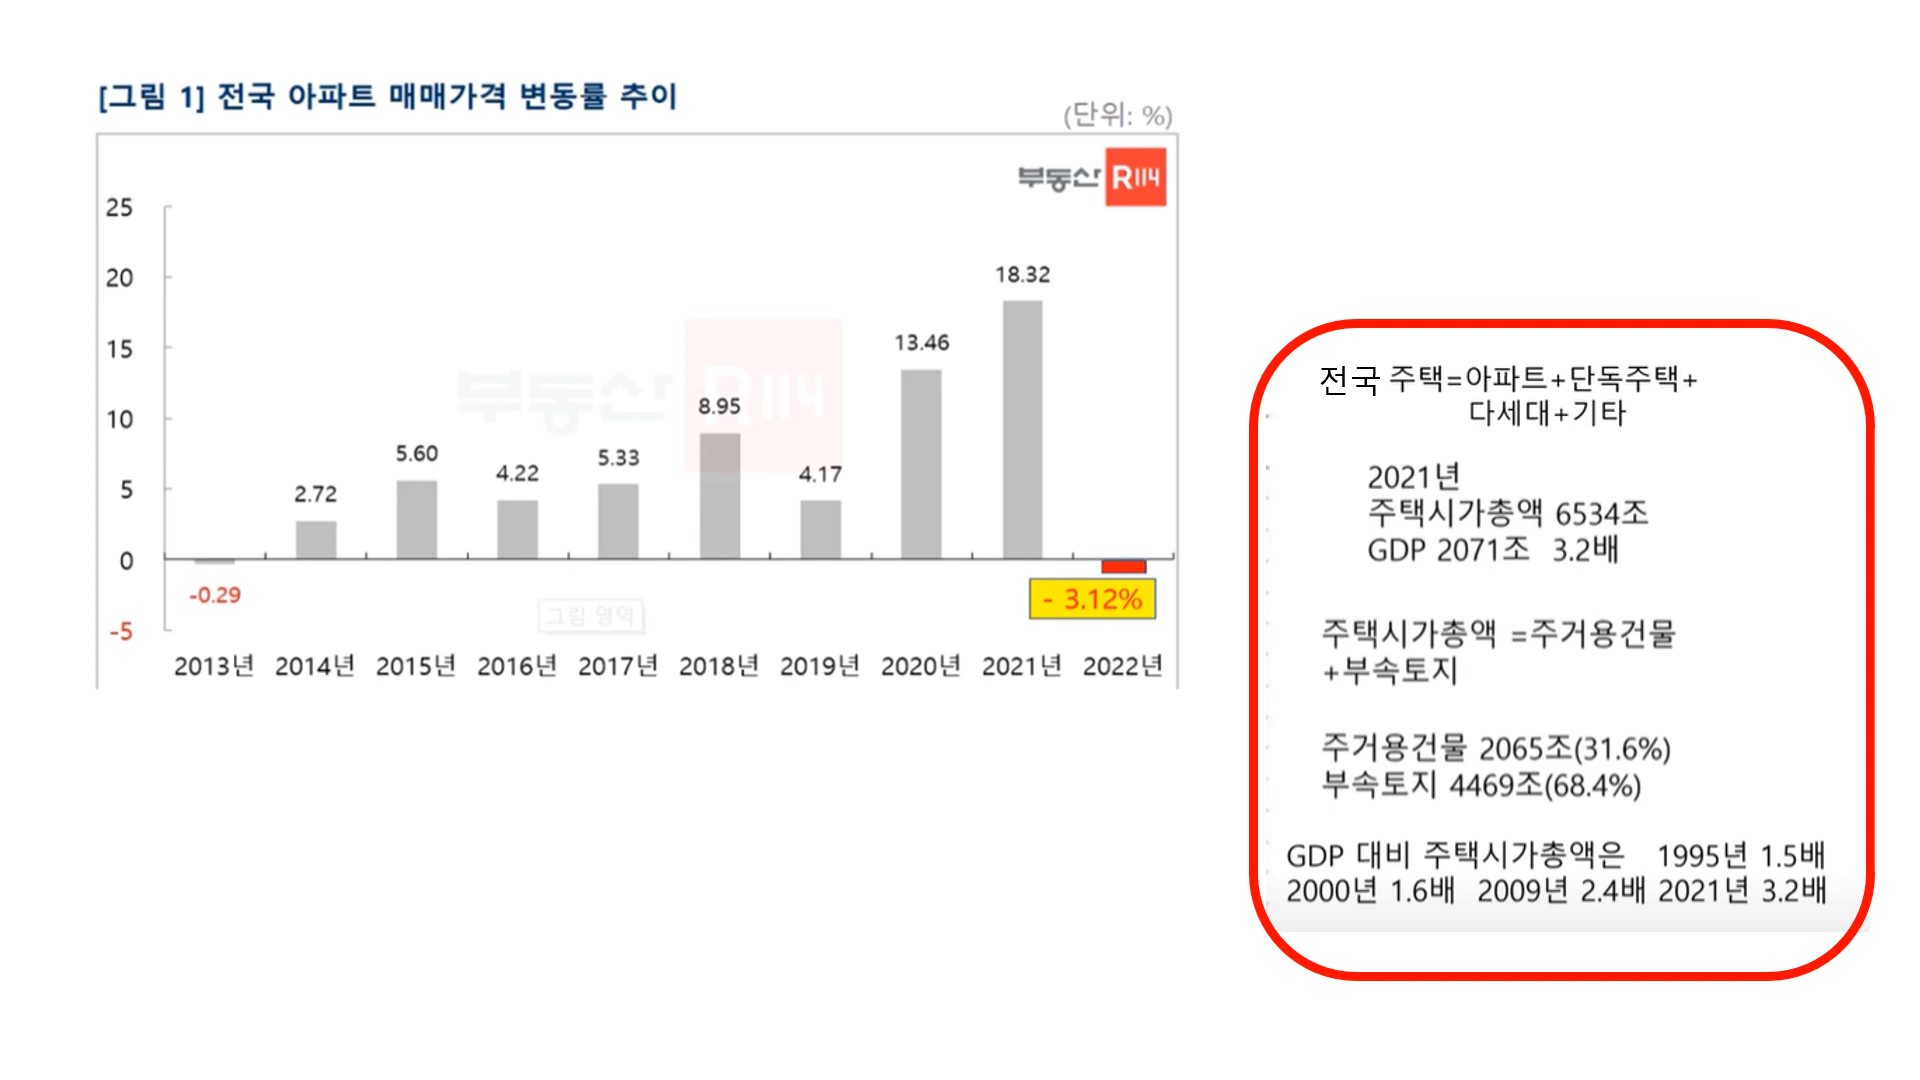 [그림 1] 전국 아파트 매매가격 변동률 추이
(단위: %)
부동산 R114
25
20
15
10
5
0
-5
-0.29
2.72
5.60
4.22
5.33
8.95
4.17
13.46
18.32
- 3.12%
부동산 R114
그림 영역
2013년 2014년 2015년 2016년 2017년 2018년 2019년 2020년 2021년 2022년
전국 주택=아파트+단독주택+
다세대+기타
2021년
주택시가총액 6534조
GDP 2071조 3.2배
주택시가총액 =주거용건물
+부속토지
주거용건물 2065조(31.6%)
부속토지 4469조(68.4%)
GDP 대비 주택시가총액은 1995년 1.5배
2000년 1.6배 2009년 2.4배 2021년 3.2배